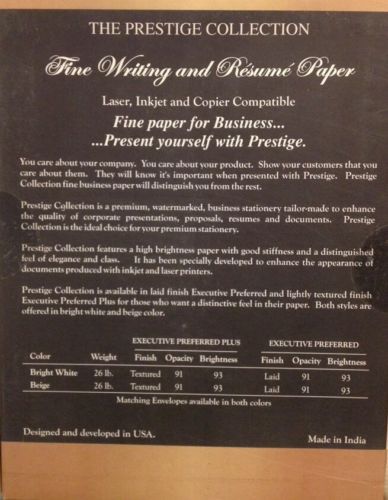 THE PRESTIGE COLLECTION
Fine Writing and Résumé Paper
Laser, Inkjet and Copier Compatible
Fine paper for Business...
...Present yourself with Prestige.
You care about your company. You care about your product. Show your customers that you
care about them. They will know it's important when presented with Prestige. Prestige
Collection fine business paper will distinguish you from the rest.
Prestige Collection is a premium, watermarked, business stationery tailor-made to enhance
the quality of corporate presentations, proposals, resumes and documents. Prestige
Collection is the ideal choice for your premium stationery.
Prestige Collection features a high brightness paper with good stiffness and a distinguished
feel of elegance and class. It has been specially developed to enhance the appearance of
documents produced with inkjet and laser printers.
Prestige Collection is available in laid finish Executive Preferred and lightly textured finish
Executive Preferred Plus for those who want a distinctive feel in their paper. Both styles are
offered in bright white and beige color.
EXECUTIVE PREFERRED PLUS EXECUTIVE PREFERRED
Color Weight Finish Opacity Brightness Finish Opacity Brightness
Bright White 26 lb. Textured 91 93 Laid 91 93
Beige 26 lb. Textured 91 93 Laid 91 93
Matching Envelopes available in both colors
Designed and developed in USA. Made in India